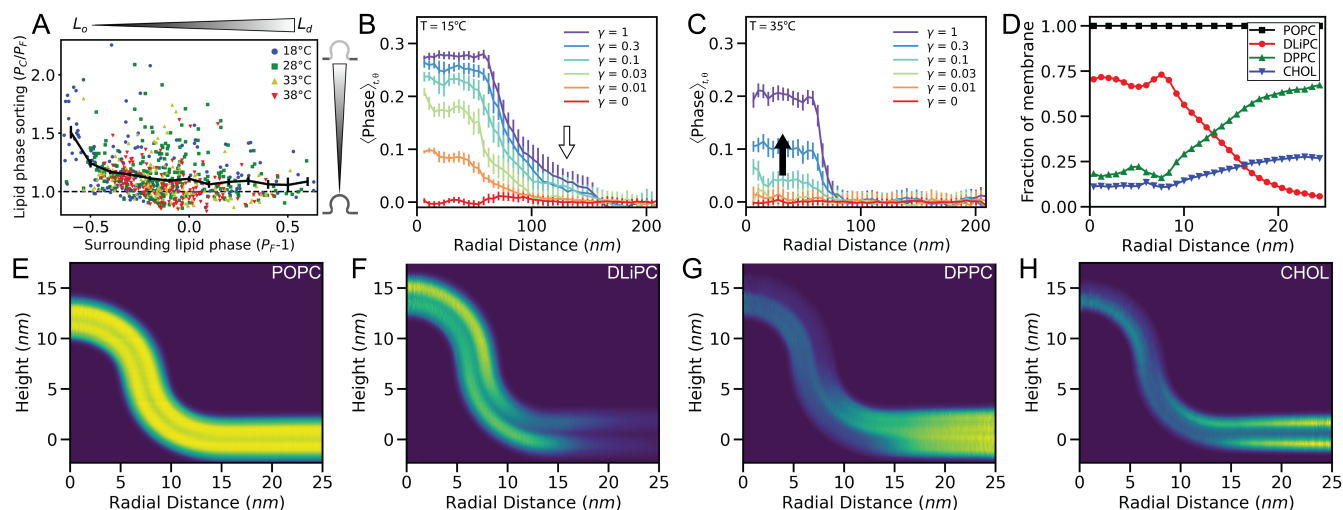 A
L_o
L_d
Lipid phase sorting (P_C/P_F)
2.0
1.5
1.0
18°C
28°C
33°C
38°C
−0.5
0.0
0.5
Surrounding lipid phase (P_F-1)
B
T = 15°C
⟨Phase⟩_t,θ
0.3
0.2
0.1
0.0
γ = 1
γ = 0.3
γ = 0.1
γ = 0.03
γ = 0.01
γ = 0
0
100
200
Radial Distance (nm)
C
T = 35°C
⟨Phase⟩_t,θ
0.3
0.2
0.1
0.0
γ = 1
γ = 0.3
γ = 0.1
γ = 0.03
γ = 0.01
γ = 0
0
100
200
Radial Distance (nm)
D
Fraction of membrane
1.00
0.75
0.50
0.25
0.00
POPC
DLiPC
DPPC
CHOL
0
10
20
Radial Distance (nm)
E
POPC
Height (nm)
15
10
5
0
0
5
10
15
20
25
Radial Distance (nm)
F
DLiPC
Height (nm)
15
10
5
0
0
5
10
15
20
25
Radial Distance (nm)
G
DPPC
Height (nm)
15
10
5
0
0
5
10
15
20
25
Radial Distance (nm)
H
CHOL
Height (nm)
15
10
5
0
0
5
10
15
20
25
Radial Distance (nm)